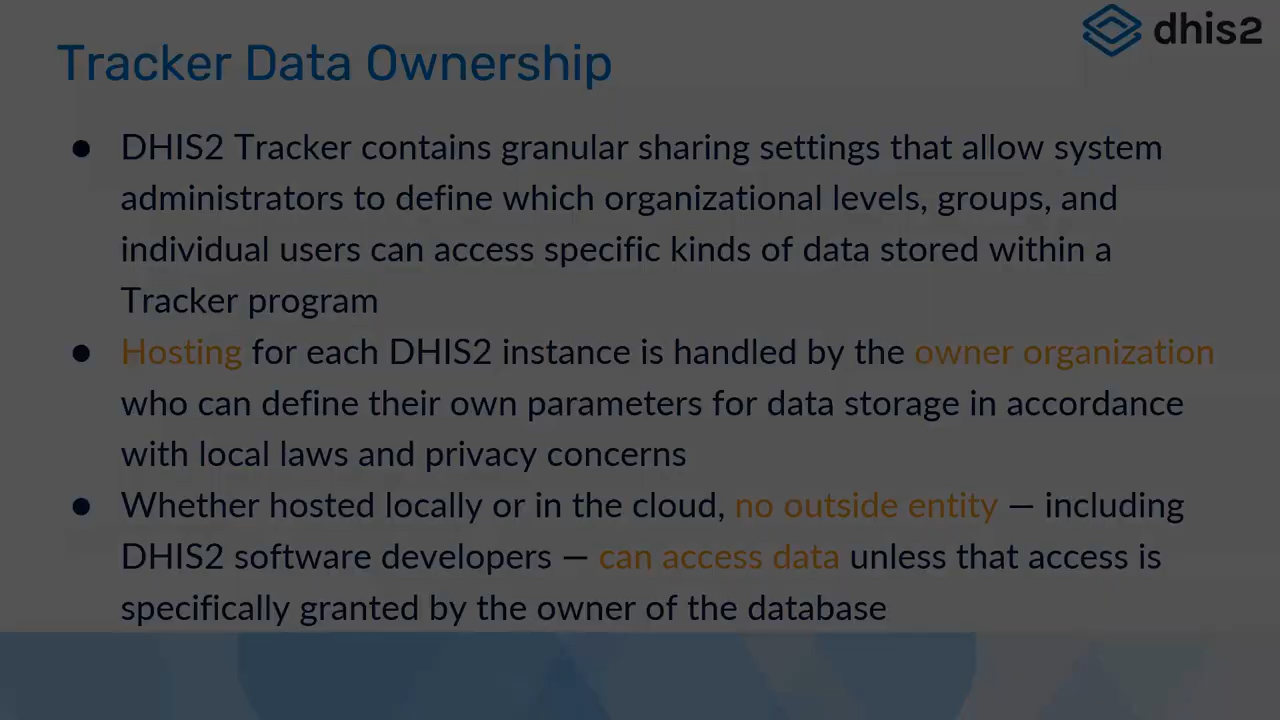 dhis2
Tracker Data Ownership
● DHIS2 Tracker contains granular sharing settings that allow system
administrators to define which organizational levels, groups, and
individual users can access specific kinds of data stored within a
Tracker program
● Hosting for each DHIS2 instance is handled by the owner organization
who can define their own parameters for data storage in accordance
with local laws and privacy concerns
● Whether hosted locally or in the cloud, no outside entity — including
DHIS2 software developers — can access data unless that access is
specifically granted by the owner of the database